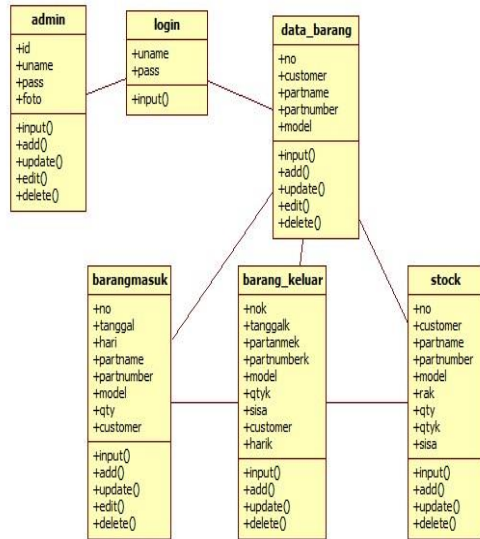 admin
+id
+uname
+pass
+foto
+input()
+add()
+update()
+edit()
+delete()
login
+uname
+pass
+input()
data_barang
+no
+customer
+partname
+partnumber
+model
+input()
+add()
+update()
+edit()
+delete()
barangmasuk
+no
+tanggal
+hari
+partname
+partnumber
+model
+qty
+customer
+input()
+add()
+update()
+edit()
+delete()
barang_keluar
+nok
+tanggalk
+partanmek
+partnumberk
+model
+qtyk
+sisa
+customer
+harik
+input()
+add()
+update()
+delete()
stock
+no
+customer
+partname
+partnumber
+model
+rak
+qty
+qtyk
+sisa
+input()
+add()
+update()
+delete()